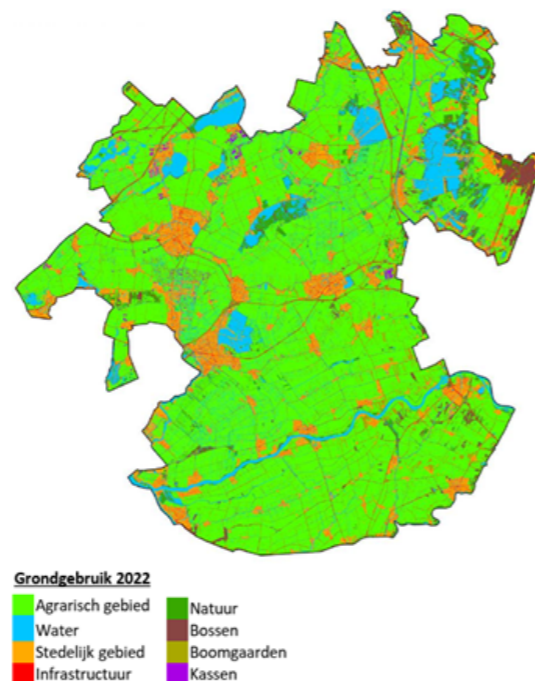 Grondgebruik 2022
Agrarisch gebied
Water
Stedelijk gebied
Infrastructuur
Natuur
Bossen
Boomgaarden
Kassen